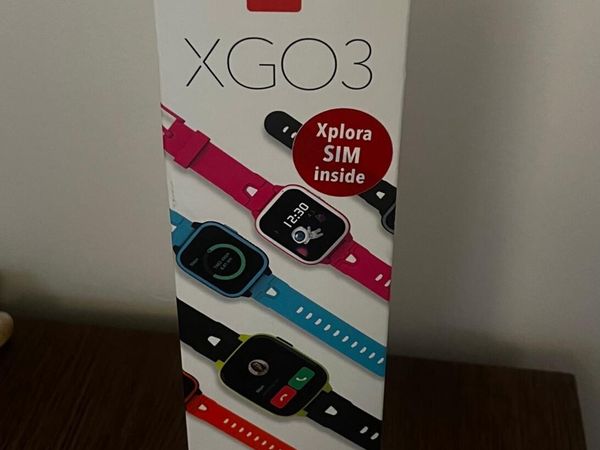 XGO3
Xplora
SIM
inside
12:30